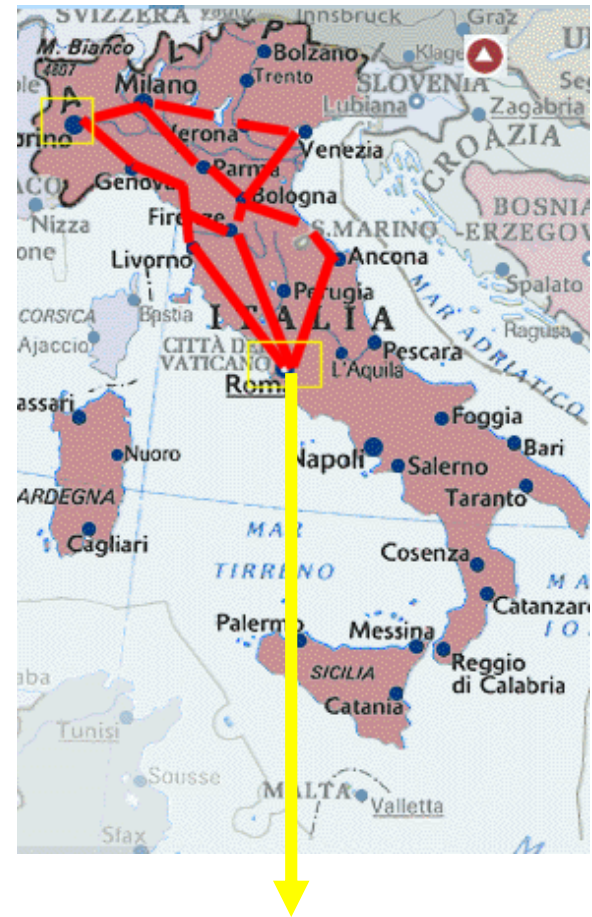 SVIZZERA
Innsbruck
Graz
M. Bianco
4807
Bolzano
Klage
Trento
Milano
SLOVENIA
Lubiana
Zagabria
CROAZIA
orino
Verona
Venezia
Parma
Genova
Bologna
BOSNIA
-ERZEGOV
Nizza
Firenze
S.MARINO
Livorno
Ancona
Spalato
Perugia
CORSICA
Bastia
ITALIA
MAR ADRIATICO
Ragusa
Ajaccio
CITTÀ DEL
VATICANO
Pescara
L'Aquila
Roma
assari
Foggia
Nuoro
Napoli
Bari
Salerno
ARDEGNA
Taranto
Cagliari
MAR
TIRRENO
Cosenza
M A
Catanzaro
I O
Palermo
Messina
Reggio
di Calabria
SICILIA
Catania
aba
Tunisi
Sousse
MALTA
Valletta
Sfax